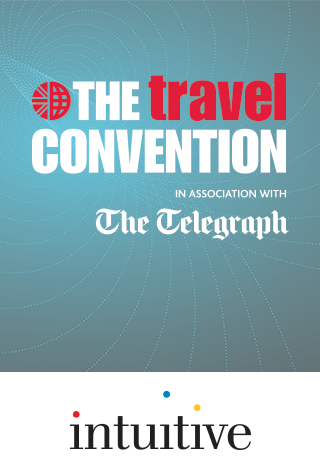 THE travel
CONVENTION
IN ASSOCIATION WITH
The Telegraph
intuitive